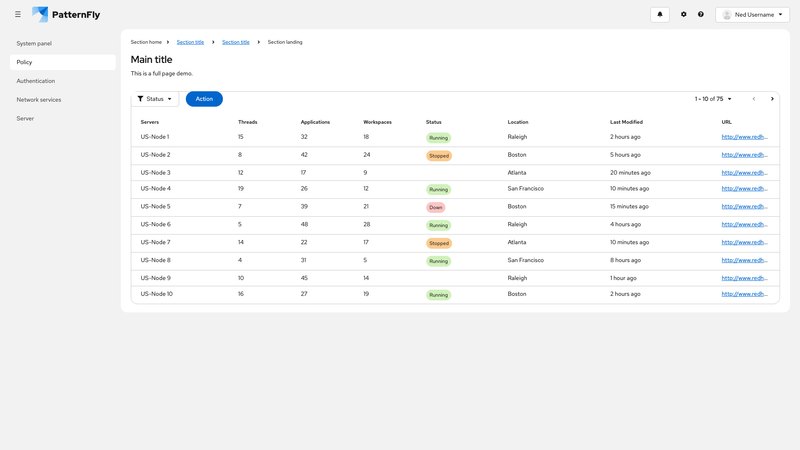 PatternFly
Ned Username
System panel
Policy
Authentication
Network services
Server
Section home Section title Section title Section landing
Main title
This is a full page demo.
Status Action 1 - 10 of 75
Servers Threads Applications Workspaces Status Location Last Modified URL
US-Node 1 15 32 18 Running Raleigh 2 hours ago http://www.redh...
US-Node 2 8 42 24 Stopped Boston 5 hours ago http://www.redh...
US-Node 3 12 17 9 Atlanta 20 minutes ago http://www.redh...
US-Node 4 19 26 12 Running San Francisco 10 minutes ago http://www.redh...
US-Node 5 7 39 21 Down Boston 15 minutes ago http://www.redh...
US-Node 6 5 48 28 Running Raleigh 4 hours ago http://www.redh...
US-Node 7 14 22 17 Stopped Atlanta 10 minutes ago http://www.redh...
US-Node 8 4 31 5 Running San Francisco 8 hours ago http://www.redh...
US-Node 9 10 45 14 Raleigh 1 hour ago http://www.redh...
US-Node 10 16 27 19 Running Boston 2 hours ago http://www.redh...